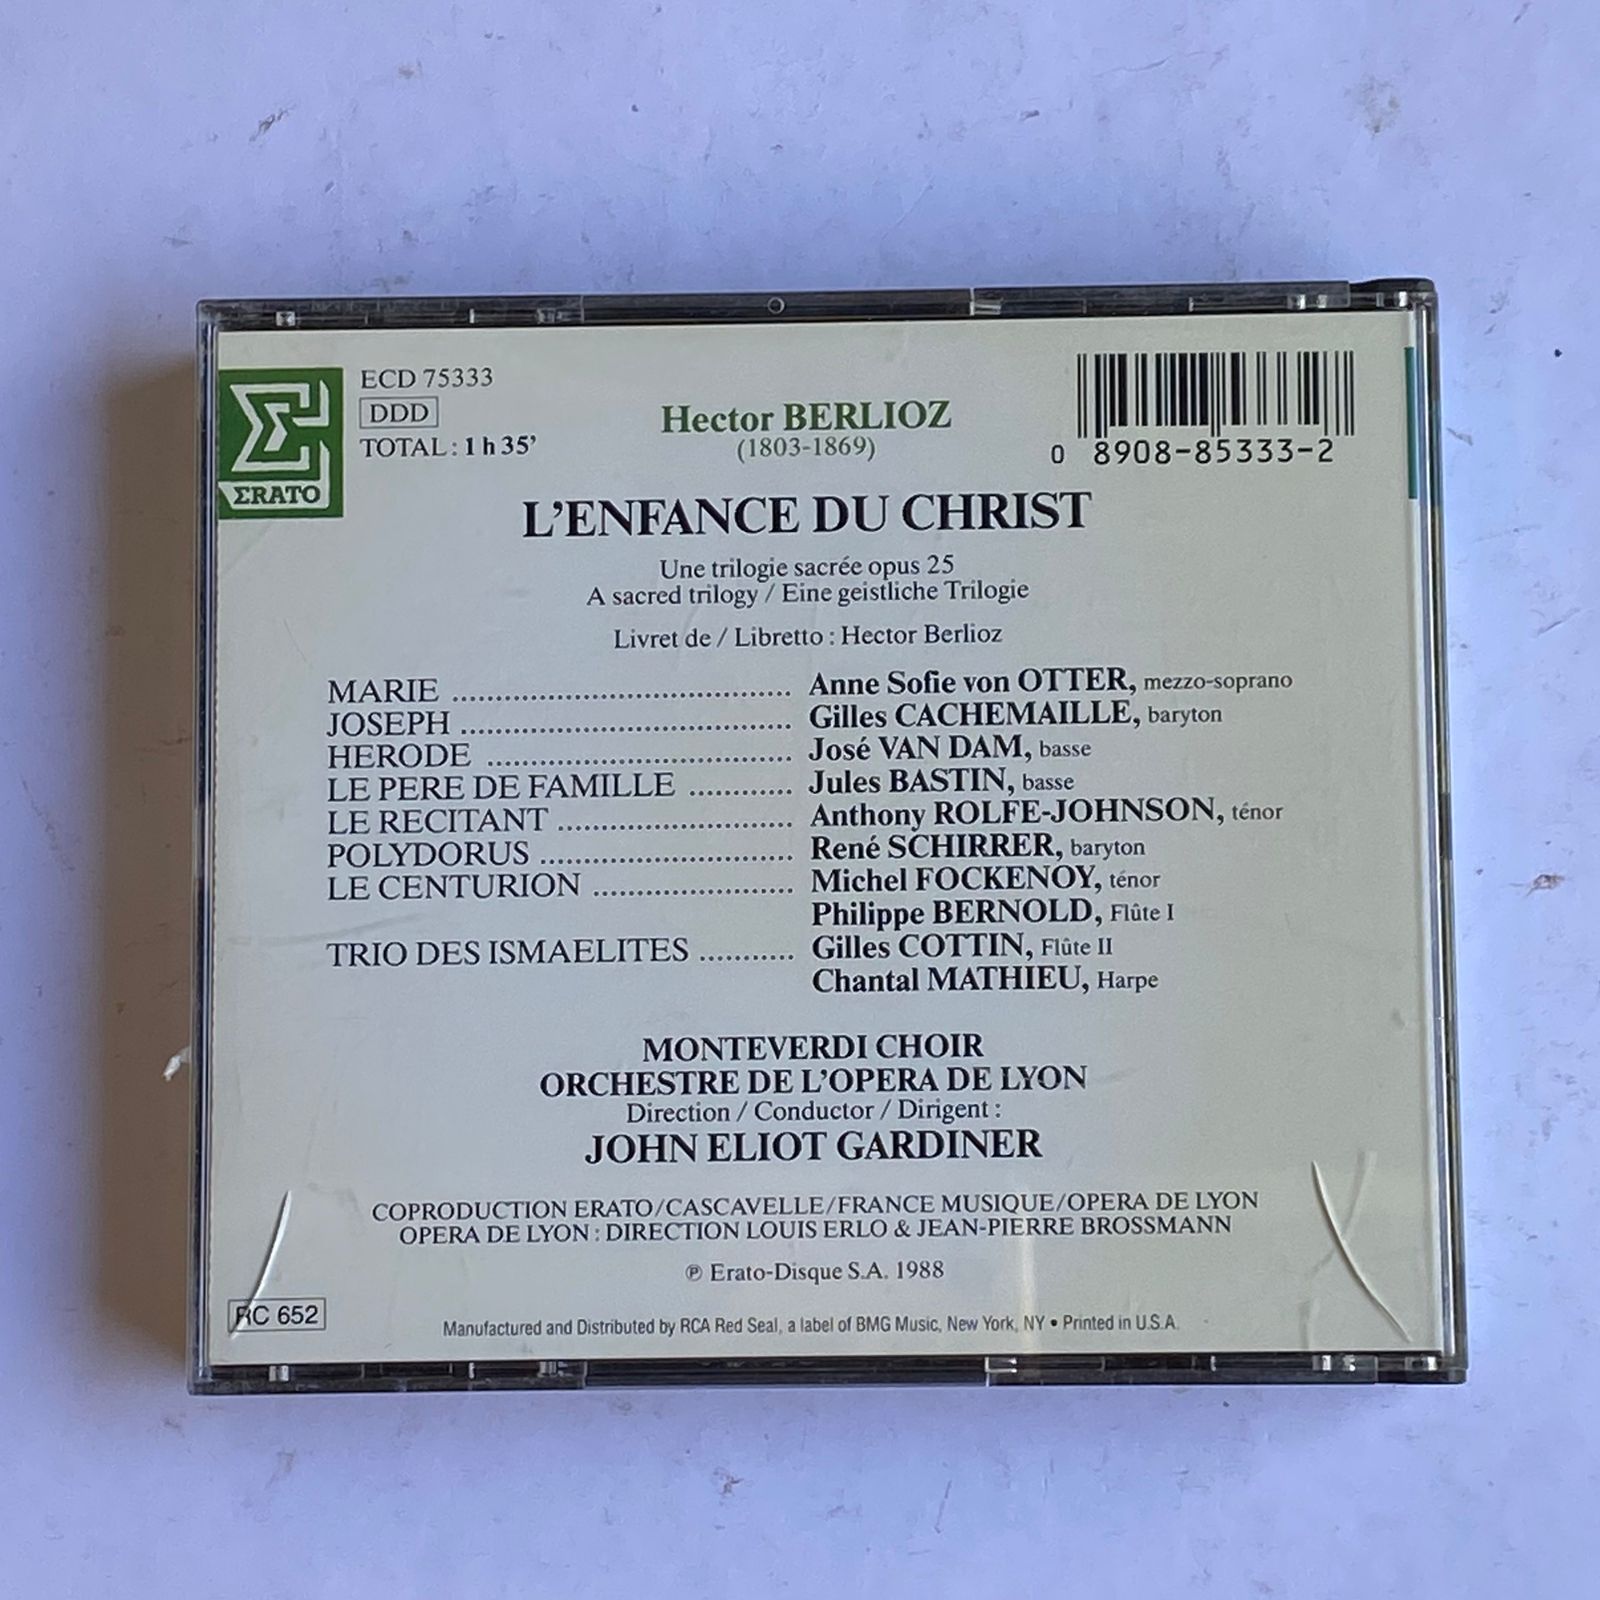 ΣRATO
ECD 75333
DDD
TOTAL : 1 h 35'
Hector BERLIOZ
(1803-1869)
0 8908-85333-2
L'ENFANCE DU CHRIST
Une trilogie sacrée opus 25
A sacred trilogy / Eine geistliche Trilogie
Livret de / Libretto : Hector Berlioz
MARIE ........................................ Anne Sofie von OTTER, mezzo-soprano
JOSEPH ....................................... Gilles CACHEMAILLE, baryton
HERODE .................................... José VAN DAM, basse
LE PERE DE FAMILLE ............ Jules BASTIN, basse
LE RECITANT ............................ Anthony ROLFE-JOHNSON, ténor
POLYDORUS .............................. René SCHIRRER, baryton
LE CENTURION ........................ Michel FOCKENOY, ténor
Philippe BERNOLD, Flûte I
TRIO DES ISMAELITES ........... Gilles COTTIN, Flûte II
Chantal MATHIEU, Harpe
MONTEVERDI CHOIR
ORCHESTRE DE L'OPERA DE LYON
Direction / Conductor / Dirigent :
JOHN ELIOT GARDINER
COPRODUCTION ERATO/CASCAVELLE/FRANCE MUSIQUE/OPERA DE LYON
OPERA DE LYON : DIRECTION LOUIS ERLO & JEAN-PIERRE BROSSMANN
℗ Erato-Disque S.A. 1988
RC 652
Manufactured and Distributed by RCA Red Seal, a label of BMG Music, New York, NY • Printed in U.S.A.